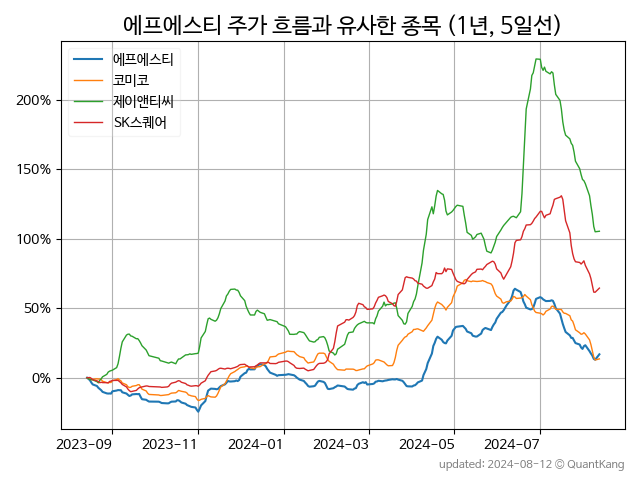 에프에스티 주가 흐름과 유사한 종목 (1년, 5일선)
에프에스티
코미코
제이앤티씨
SK스퀘어
200%
150%
100%
50%
0%
2023-09 2023-11 2024-01 2024-03 2024-05 2024-07
updated: 2024-08-12 © QuantKang